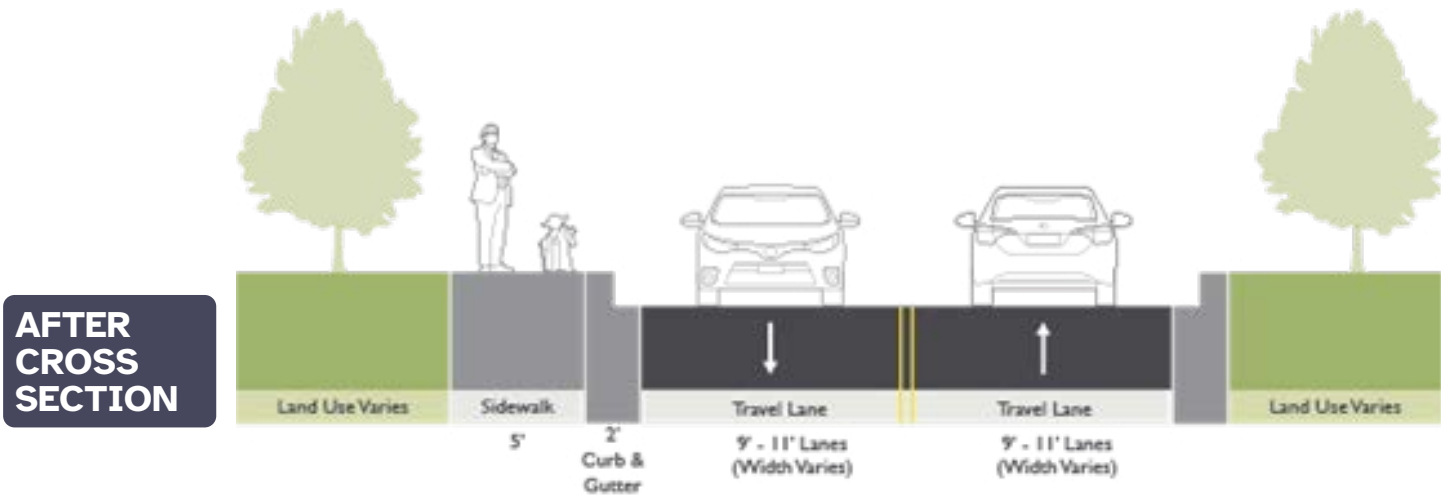 AFTER
CROSS
SECTION
Land Use Varies
Sidewalk
Travel Lane
Travel Lane
Land Use Varies
5'
2'
Curb &
Gutter
9' - 11' Lanes
(Width Varies)
9' - 11' Lanes
(Width Varies)